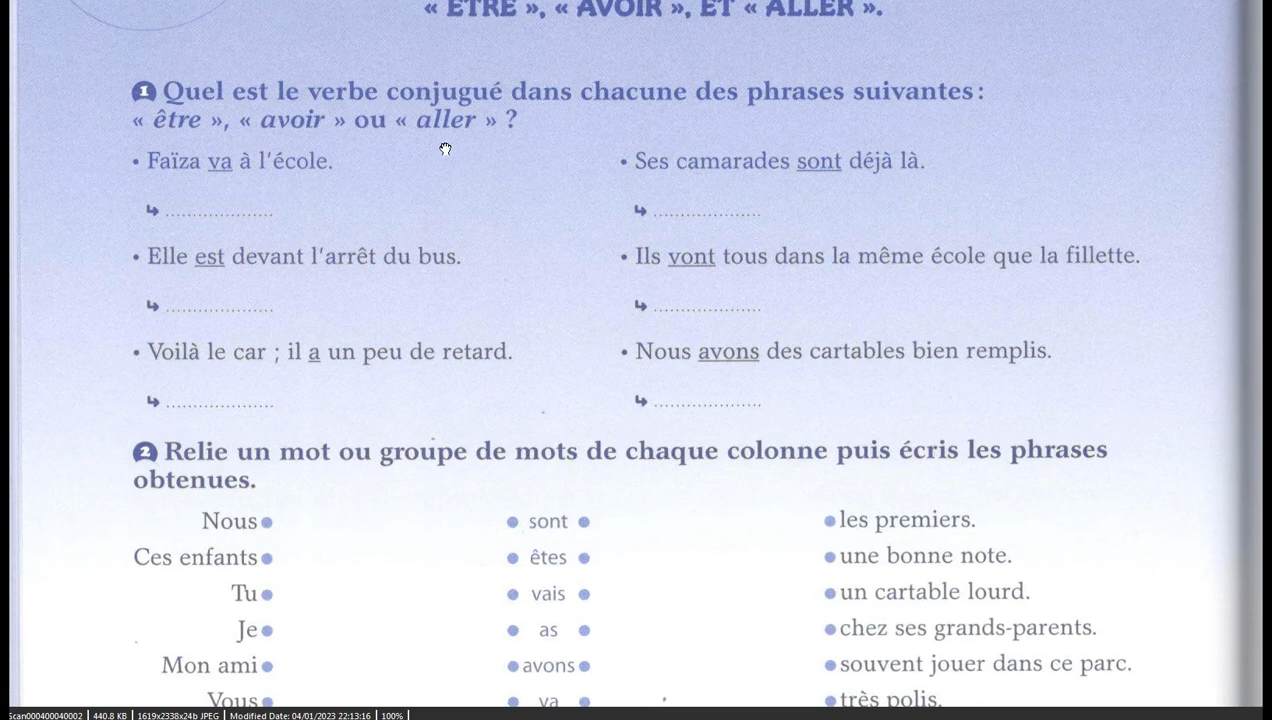 « ÊTRE », « AVOIR », ET « ALLER ».
1 Quel est le verbe conjugué dans chacune des phrases suivantes :
« être », « avoir » ou « aller » ?
• Faïza va à l'école.
• Ses camarades sont déjà là.
↳ ....................
↳ ....................
• Elle est devant l'arrêt du bus.
• Ils vont tous dans la même école que la fillette.
↳ ....................
↳ ....................
• Voilà le car ; il a un peu de retard.
• Nous avons des cartables bien remplis.
↳ ....................
↳ ....................
2 Relie un mot ou groupe de mots de chaque colonne puis écris les phrases
obtenues.
Nous • • sont • • les premiers.
Ces enfants • • êtes • • une bonne note.
Tu • • vais • • un cartable lourd.
Je • • as • • chez ses grands-parents.
Mon ami • • avons • • souvent jouer dans ce parc.
Vous • • va • • très polis.
Scan000400040002 | 440.8 KB | 1619x2338x24b JPEG | Modified Date: 04/01/2023 22:13:16 | 100% |